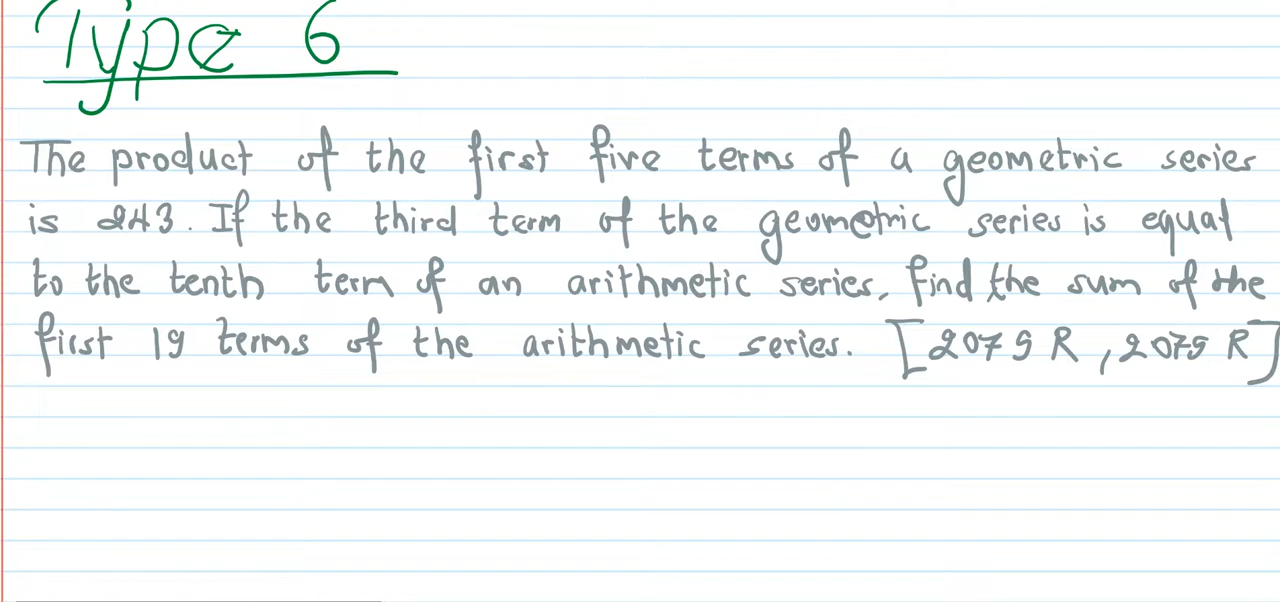 Type 6
The product of the first five terms of a geometric series
is 243. If the third term of the geometric series is equal
to the tenth term of an arithmetic series, find the sum of the
first 19 terms of the arithmetic series. [2079 R, 2079 R]